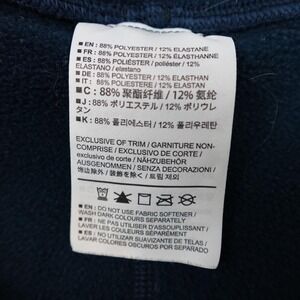 ■ EN: 88% POLYESTER / 12% ELASTANE
■ FR: 88% POLYESTER / 12% ELASTHANNE
■ ES: 88% POLIÉSTER / 12%
ELASTANO / elastano
■ DE: 88% POLYESTER / 12% ELASTHAN
■ IT: 88% POLIESTERE / 12% ELASTAN
■ C: 88% 聚酯纤维 / 12% 氨纶
■ J: 88% ポリエステル / 12% ポリウレ
タン
■ K: 88% 폴리에스터 / 12% 폴리우레탄
EXCLUSIVE OF TRIM / GARNITURE NON-
COMPRISE / EXCLUSIVO DE CORTE /
exclusivo de corte / NÄHZUBEHÖR
AUSGENOMMEN / SENZA DECORAZIONI /
饰边除外 / 装飾を除く / 트림 제외
■ EN: DO NOT USE FABRIC SOFTENER /
WASH DARK COLOURS SEPARATELY
■ FR: NE PAS UTILISER D'ASSOUPLISSANT /
LAVER LES COULEURS FONCÉES SÉPARÉMENT
■ ES: NO UTILIZAR SUAVIZANTE DE TELAS /
LAVAR COLORES OSCUROS POR SEPARADO